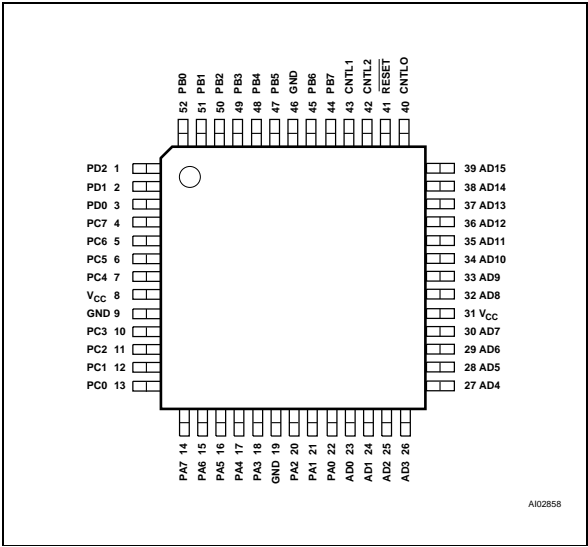 52 PB0
51 PB1
50 PB2
49 PB3
48 PB4
47 PB5
46 GND
45 PB6
44 PB7
43 CNTL1
42 CNTL2
41 RESET
40 CNTLO
PD2 1
PD1 2
PD0 3
PC7 4
PC6 5
PC5 6
PC4 7
VCC 8
GND 9
PC3 10
PC2 11
PC1 12
PC0 13
39 AD15
38 AD14
37 AD13
36 AD12
35 AD11
34 AD10
33 AD9
32 AD8
31 VCC
30 AD7
29 AD6
28 AD5
27 AD4
PA7 14
PA6 15
PA5 16
PA4 17
PA3 18
GND 19
PA2 20
PA1 21
PA0 22
AD0 23
AD1 24
AD2 25
AD3 26
AI02858